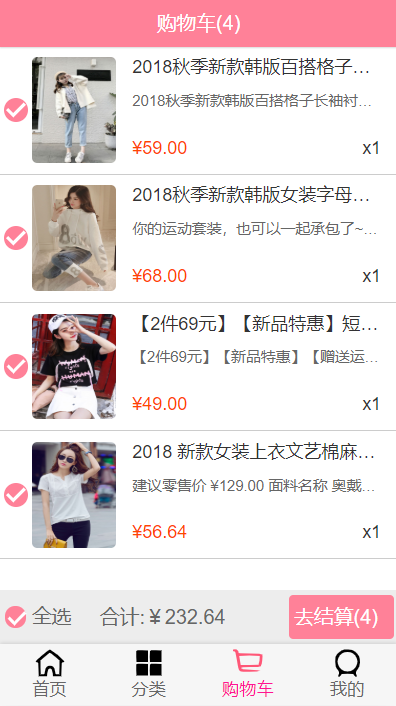 购物车(4)
2018秋季新款韩版百搭格子…
2018秋季新款韩版百搭格子长袖衬…
¥59.00
x1
2018秋季新款韩版女装字母…
你的运动套装，也可以一起承包了~…
¥68.00
x1
【2件69元】【新品特惠】短…
【2件69元】【新品特惠】【赠送运…
¥49.00
x1
2018 新款女装上衣文艺棉麻…
建议零售价 ¥129.00 面料名称 奥戴…
¥56.64
x1
全选 合计:￥232.64 去结算(4)
首页 分类 购物车 我的